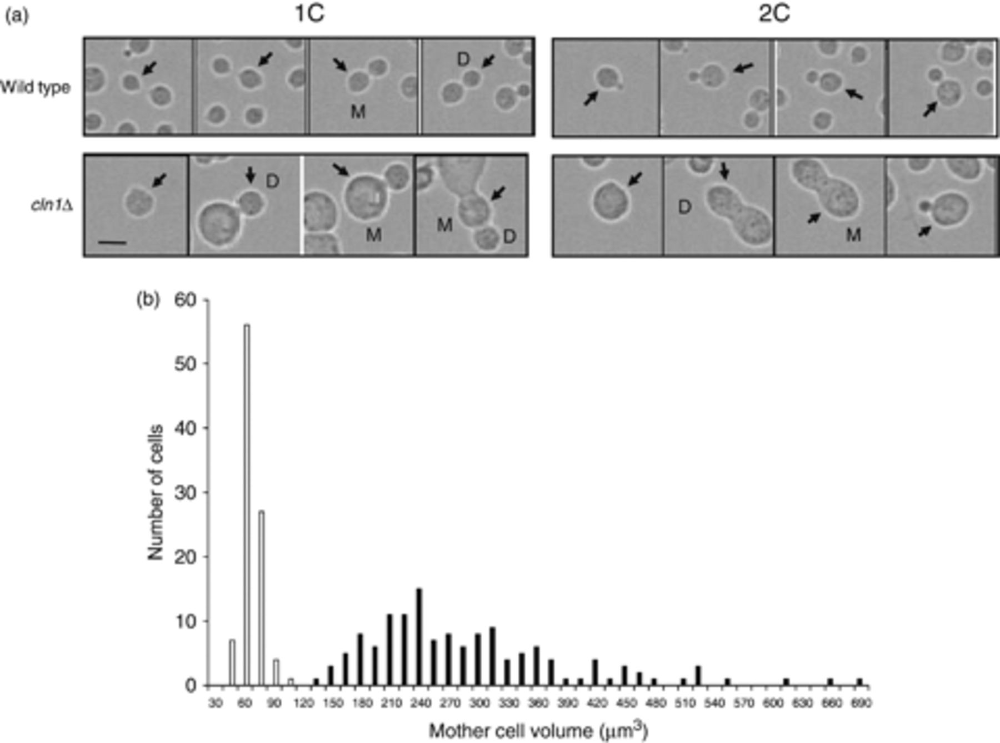 (a) 1C 2C
Wild type
M
D
cln1Δ
D
M
M
D
D
M
(b)
60
50
40
30
20
10
0
Number of cells
30 60 90 120 150 180 210 240 270 300 330 360 390 420 450 480 510 540 570 600 630 660 690
Mother cell volume (μm³)